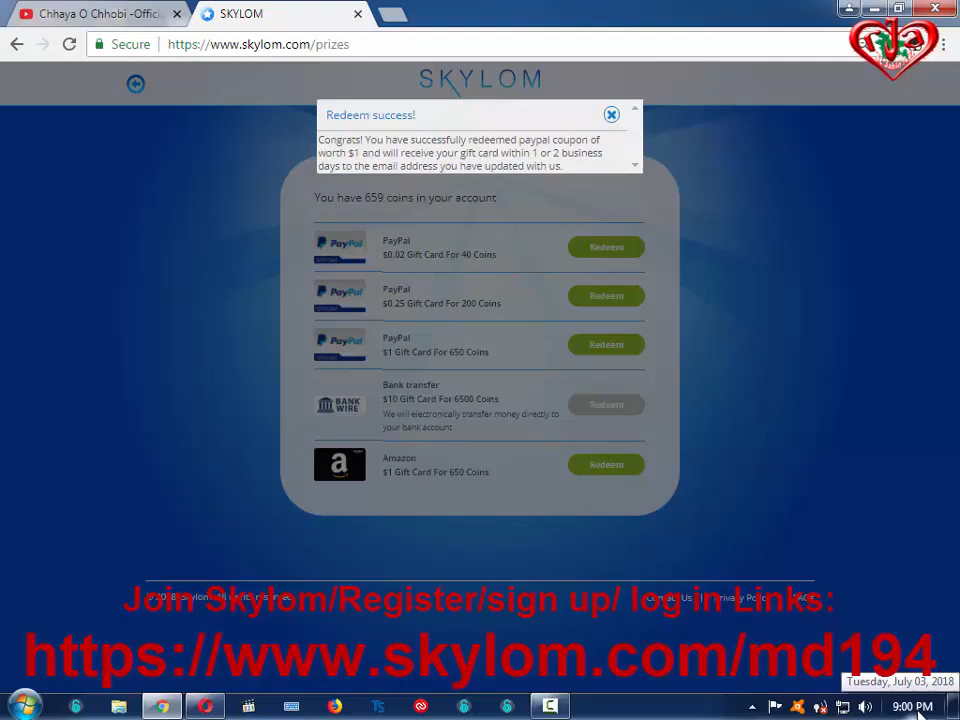 Chhaya O Chhobi -Offici
SKYLOM
Secure
https://www.skylom.com/prizes
SKYLOM
Redeem success!
Congrats! You have successfully redeemed paypal coupon of
worth $1 and will receive your gift card within 1 or 2 business
days to the email address you have updated with us.
You have 659 coins in your account
PayPal
PayPal
$0.02 Gift Card For 40 Coins
Redeem
PayPal
PayPal
$0.25 Gift Card For 200 Coins
Redeem
PayPal
PayPal
$1 Gift Card For 650 Coins
Redeem
BANK
WIRE
Bank transfer
$10 Gift Card For 6500 Coins
We will electronically transfer money directly to
your bank account
Redeem
Amazon
$1 Gift Card For 650 Coins
Redeem
Join Skylom/Register/sign up/ log in Links:
https://www.skylom.com/md194
Tuesday, July 03, 2018
9:00 PM